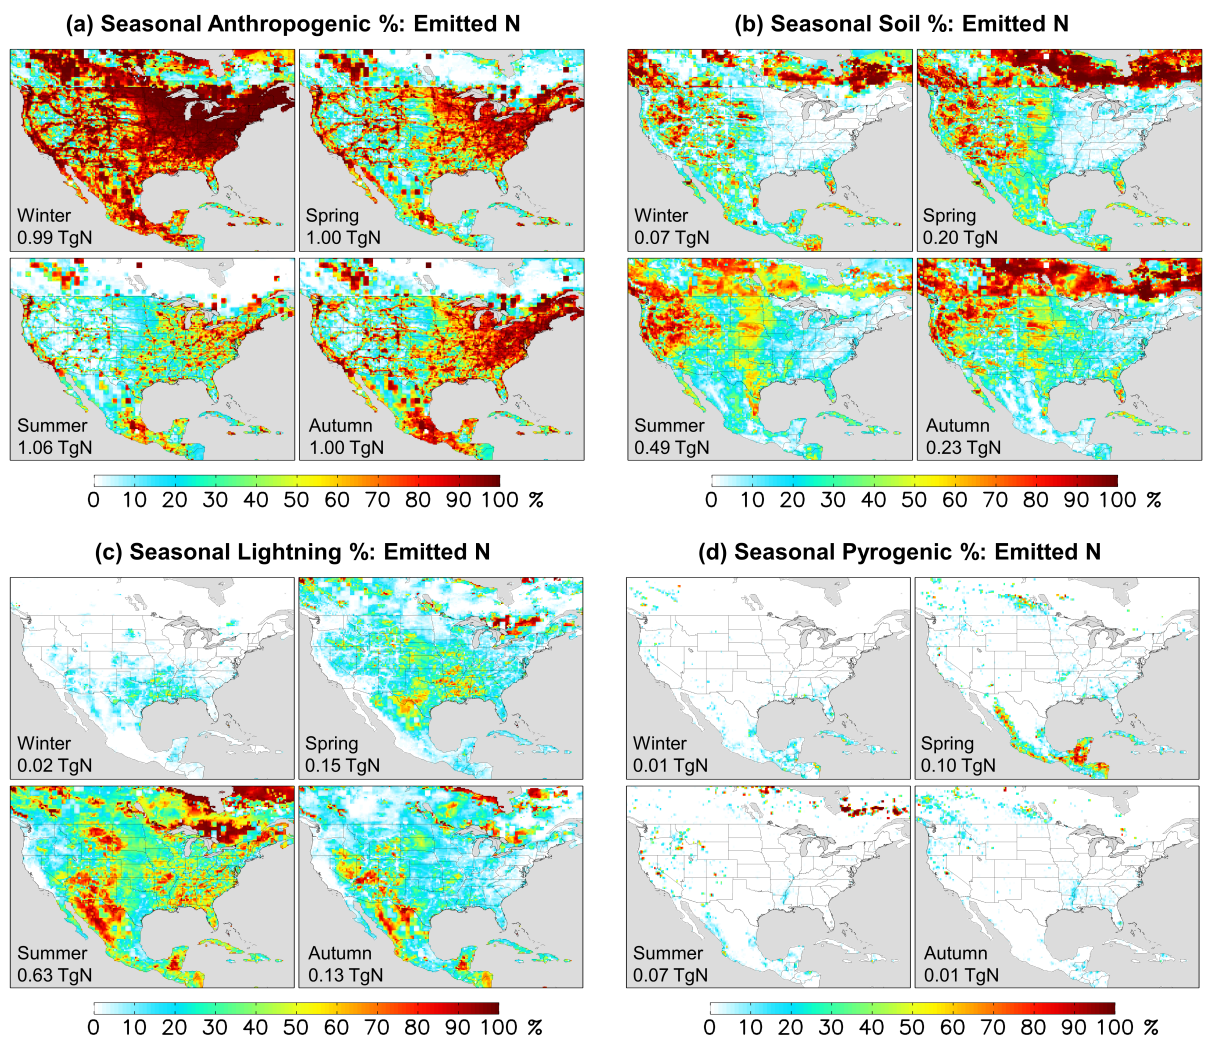 (a) Seasonal Anthropogenic %: Emitted N
Winter
0.99 TgN
Spring
1.00 TgN
Summer
1.06 TgN
Autumn
1.00 TgN
0 10 20 30 40 50 60 70 80 90 100 %
(b) Seasonal Soil %: Emitted N
Winter
0.07 TgN
Spring
0.20 TgN
Summer
0.49 TgN
Autumn
0.23 TgN
0 10 20 30 40 50 60 70 80 90 100 %
(c) Seasonal Lightning %: Emitted N
Winter
0.02 TgN
Spring
0.15 TgN
Summer
0.63 TgN
Autumn
0.13 TgN
0 10 20 30 40 50 60 70 80 90 100 %
(d) Seasonal Pyrogenic %: Emitted N
Winter
0.01 TgN
Spring
0.10 TgN
Summer
0.07 TgN
Autumn
0.01 TgN
0 10 20 30 40 50 60 70 80 90 100 %